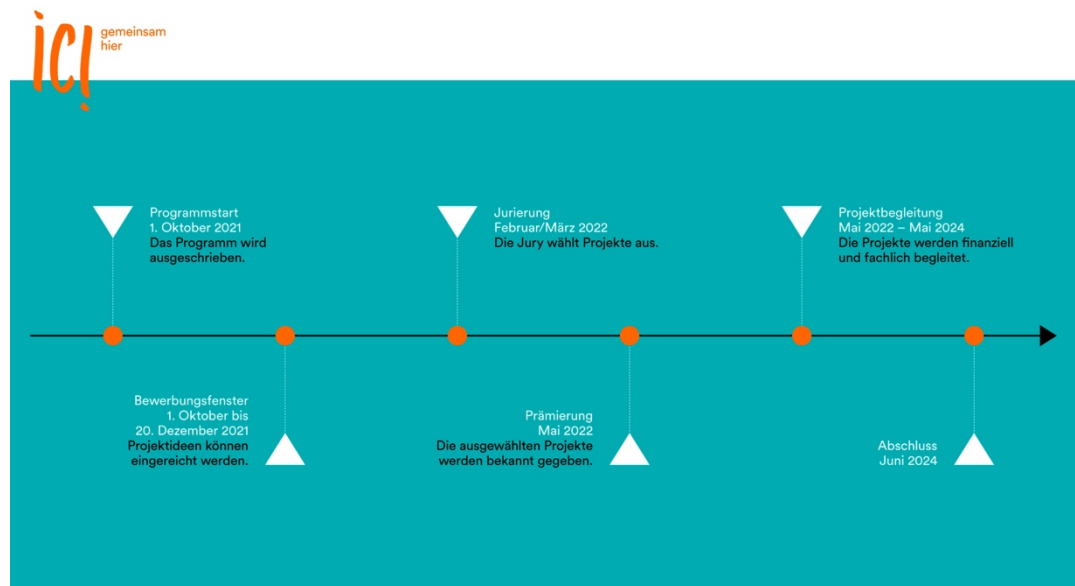 ici
gemeinsam
hier
Programmstart
1. Oktober 2021
Das Programm wird
ausgeschrieben.
Bewerbungsfenster
1. Oktober bis
20. Dezember 2021
Projektideen können
eingereicht werden.
Jurierung
Februar/März 2022
Die Jury wählt Projekte aus.
Prämierung
Mai 2022
Die ausgewählten Projekte
werden bekannt gegeben.
Projektbegleitung
Mai 2022 – Mai 2024
Die Projekte werden finanziell
und fachlich begleitet.
Abschluss
Juni 2024